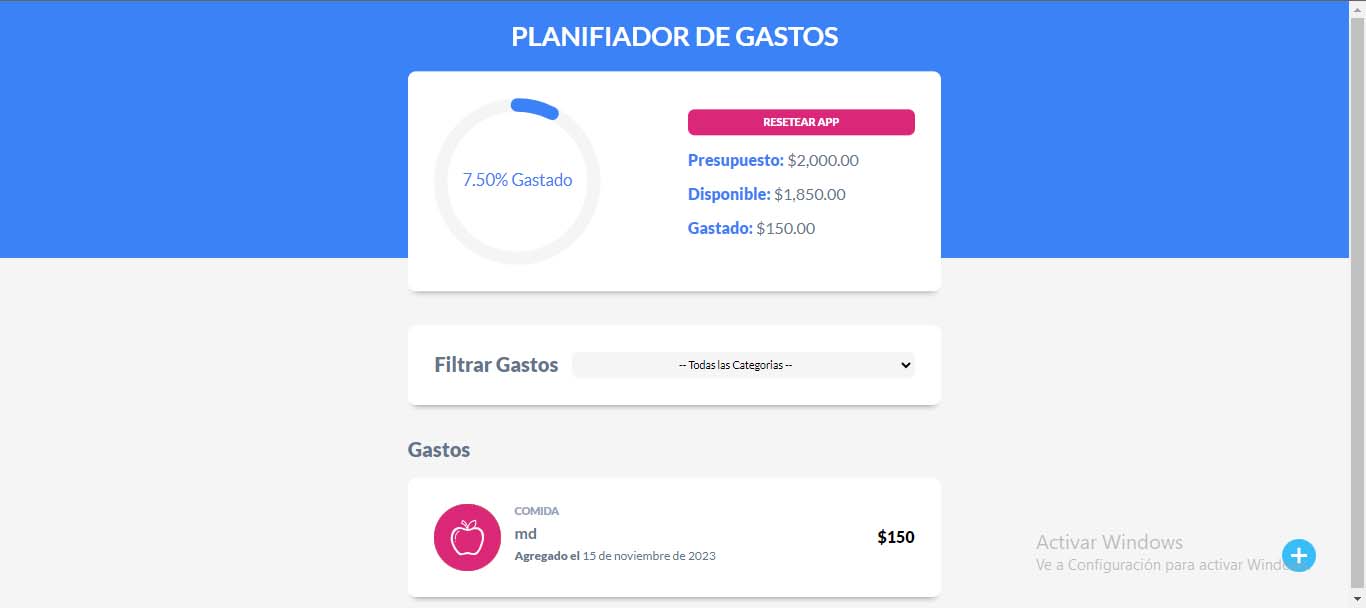 PLANIFIADOR DE GASTOS
7.50% Gastado
RESETEAR APP
Presupuesto: $2,000.00
Disponible: $1,850.00
Gastado: $150.00
Filtrar Gastos
-- Todas las Categorias --
Gastos
COMIDA
md
Agregado el 15 de noviembre de 2023
$150
Activar Windows
Ve a Configuración para activar